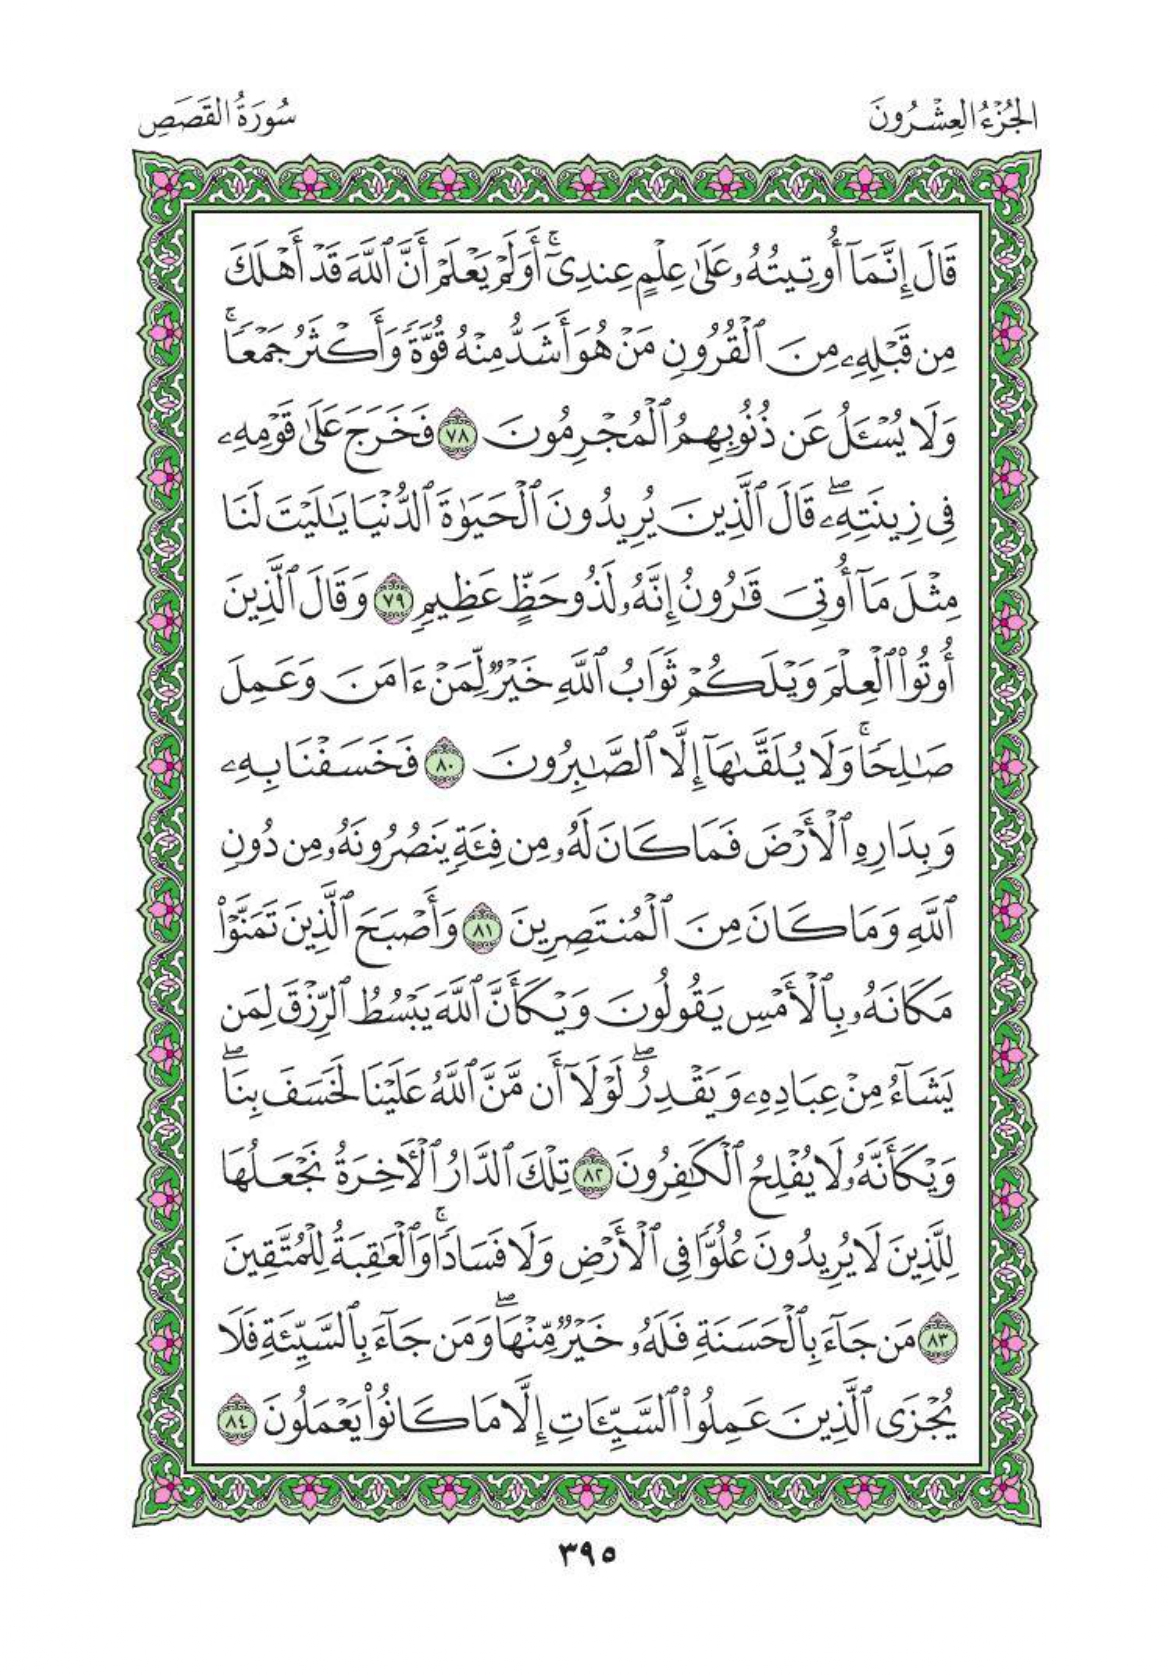 الجُزْءُ العِشْرُونَ
سُورَةُ القَصَصِ
قَالَ إِنَّمَآ أُوتِيتُهُۥ عَلَىٰ عِلْمٍ عِندِىٓۚ أَوَلَمْ يَعْلَمْ أَنَّ ٱللَّهَ قَدْ أَهْلَكَ
مِن قَبْلِهِۦ مِنَ ٱلْقُرُونِ مَنْ هُوَ أَشَدُّ مِنْهُ قُوَّةً وَأَكْثَرُ جَمْعًاۚ
وَلَا يُسْـَٔلُ عَن ذُنُوبِهِمُ ٱلْمُجْرِمُونَ ٧٨ فَخَرَجَ عَلَىٰ قَوْمِهِۦ
فِى زِينَتِهِۦۖ قَالَ ٱلَّذِينَ يُرِيدُونَ ٱلْحَيَوٰةَ ٱلدُّنْيَا يَـٰلَيْتَ لَنَا
مِثْلَ مَآ أُوتِىَ قَـٰرُونُ إِنَّهُۥ لَذُو حَظٍّ عَظِيمٍ ٧٩ وَقَالَ ٱلَّذِينَ
أُوتُوا۟ ٱلْعِلْمَ وَيْلَكُمْ ثَوَابُ ٱللَّهِ خَيْرٌ لِّمَنْ ءَامَنَ وَعَمِلَ
صَـٰلِحًاۚ وَلَا يُلَقَّىٰهَآ إِلَّا ٱلصَّـٰبِرُونَ ٨٠ فَخَسَفْنَا بِهِۦ
وَبِدَارِهِ ٱلْأَرْضَ فَمَا كَانَ لَهُۥ مِن فِئَةٍ يَنصُرُونَهُۥ مِن دُونِ
ٱللَّهِ وَمَا كَانَ مِنَ ٱلْمُنتَصِرِينَ ٨١ وَأَصْبَحَ ٱلَّذِينَ تَمَنَّوْا۟
مَكَانَهُۥ بِٱلْأَمْسِ يَقُولُونَ وَيْكَأَنَّ ٱللَّهَ يَبْسُطُ ٱلرِّزْقَ لِمَن
يَشَآءُ مِنْ عِبَادِهِۦ وَيَقْدِرُۖ لَوْلَآ أَن مَّنَّ ٱللَّهُ عَلَيْنَا لَخَسَفَ بِنَاۖ
وَيْكَأَنَّهُۥ لَا يُفْلِحُ ٱلْكَـٰفِرُونَ ٨٢ تِلْكَ ٱلدَّارُ ٱلْـَٔاخِرَةُ نَجْعَلُهَا
لِلَّذِينَ لَا يُرِيدُونَ عُلُوًّا فِى ٱلْأَرْضِ وَلَا فَسَادًاۚ وَٱلْعَـٰقِبَةُ لِلْمُتَّقِينَ
٨٣ مَن جَآءَ بِٱلْحَسَنَةِ فَلَهُۥ خَيْرٌ مِّنْهَاۖ وَمَن جَآءَ بِٱلسَّيِّئَةِ فَلَا
يُجْزَى ٱلَّذِينَ عَمِلُوا۟ ٱلسَّيِّـَٔاتِ إِلَّا مَا كَانُوا۟ يَعْمَلُونَ ٨٤
٣٩٥